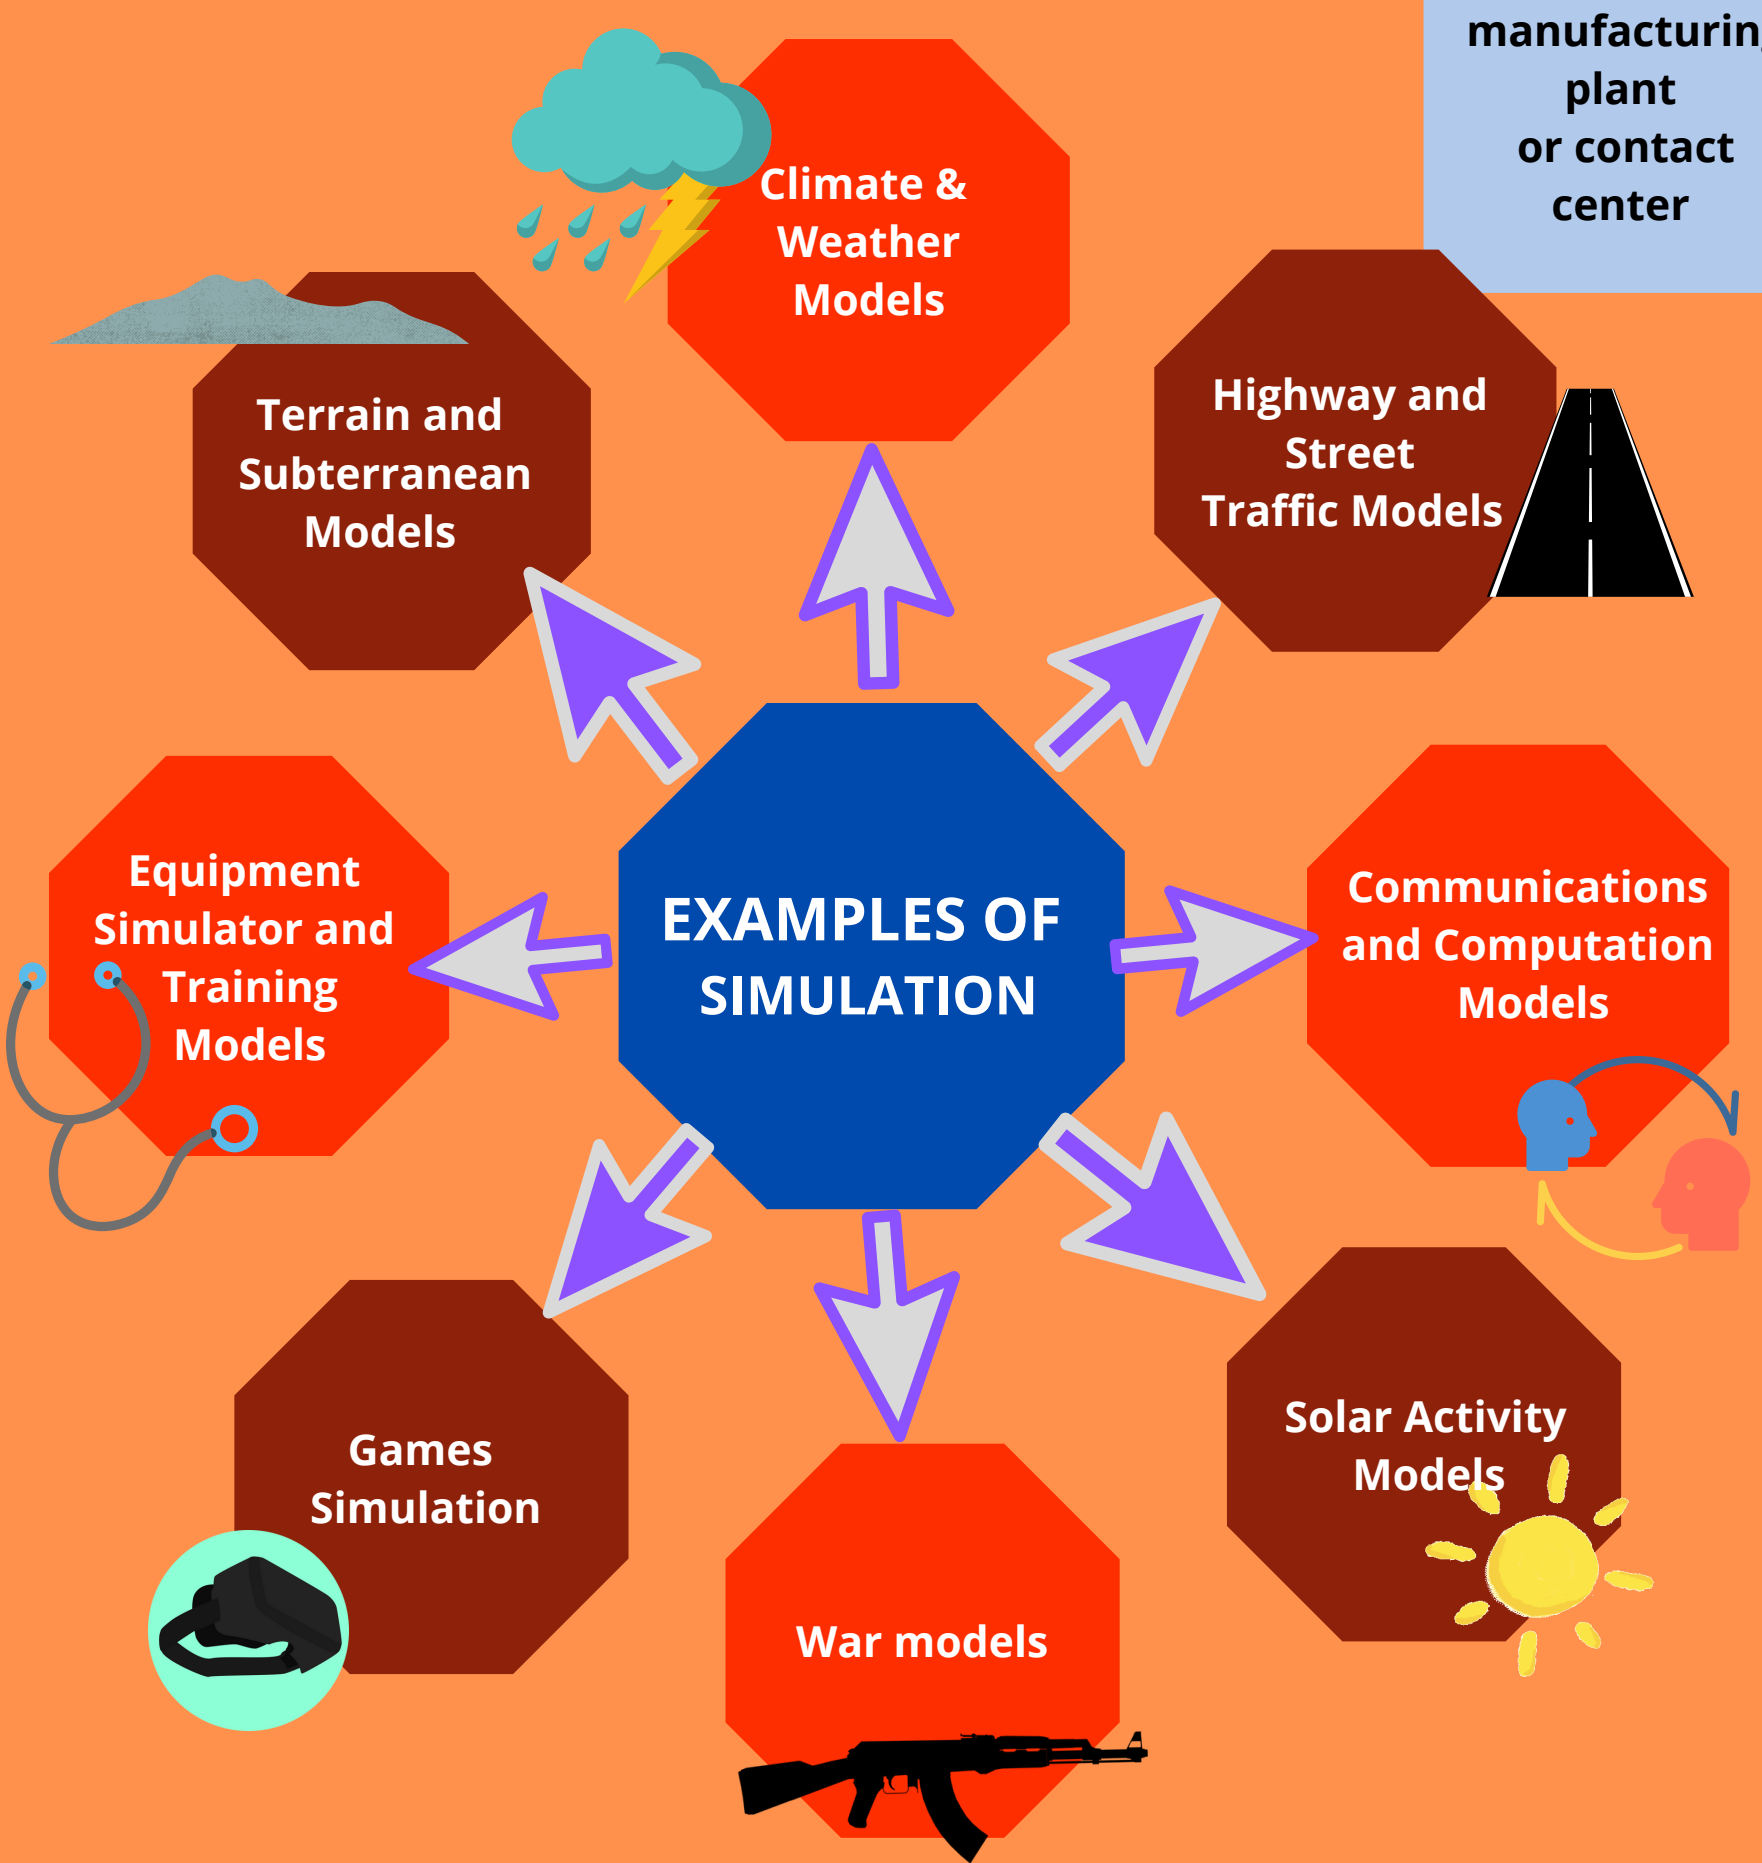 manufacturing
plant
or contact
center
Climate &
Weather
Models
Highway and
Street
Traffic Models
Terrain and
Subterranean
Models
Equipment
Simulator and
Training
Models
EXAMPLES OF
SIMULATION
Communications
and Computation
Models
Games
Simulation
Solar Activity
Models
War models